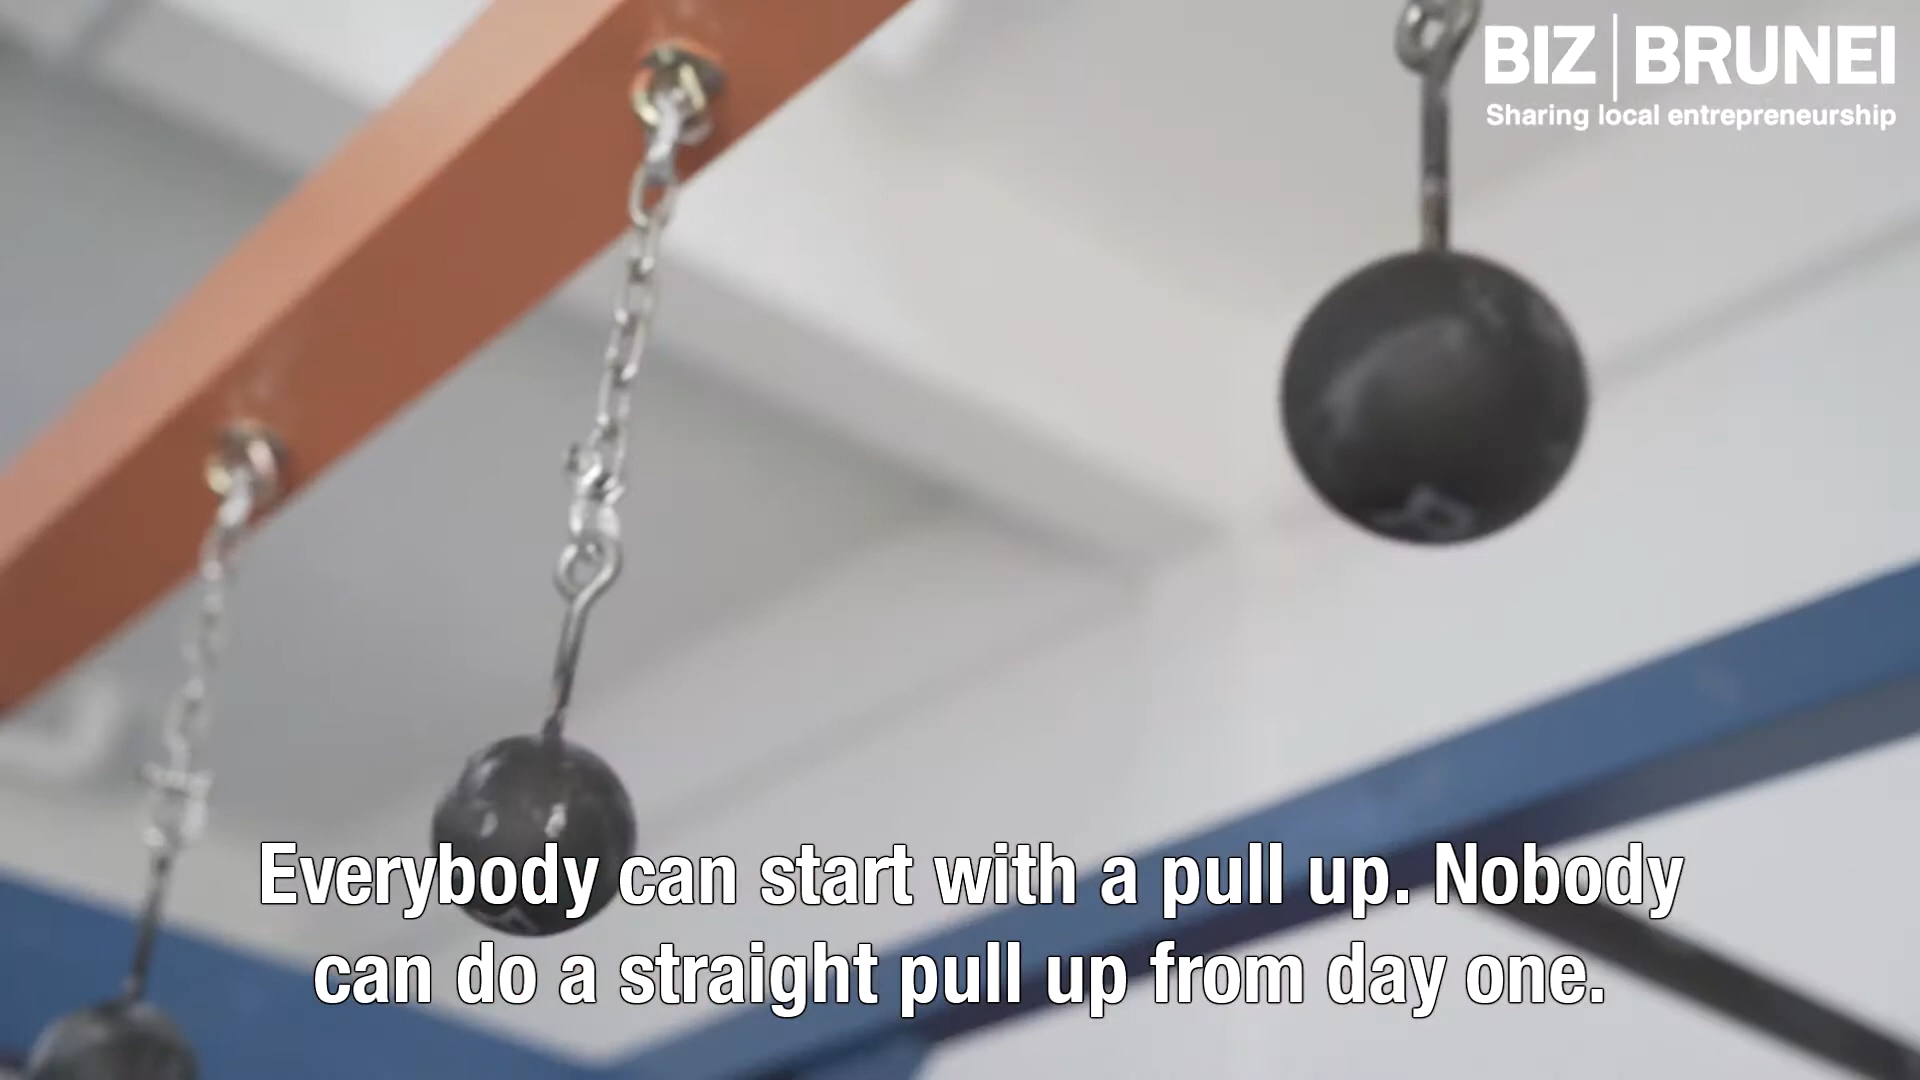 BIZ BRUNEI
Sharing local entrepreneurship
Everybody can start with a pull up. Nobody
can do a straight pull up from day one.